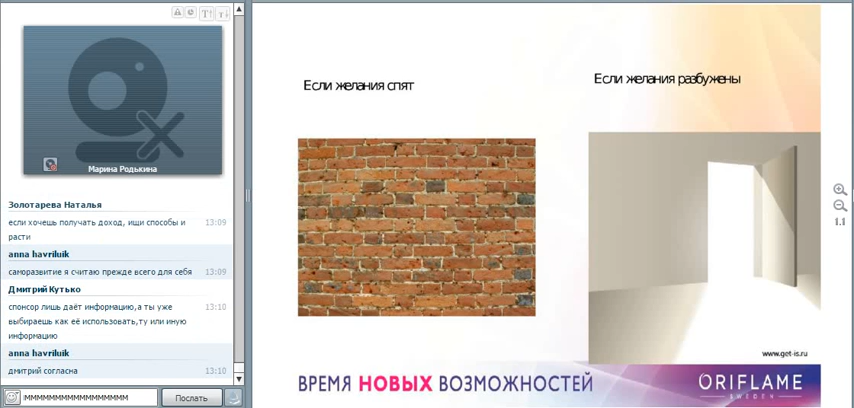 T↑ T↓
Марина Родькина
Золотарева Наталья
если хочешь получать доход, ищи способы и 13:09
расти
anna havriluik
саморазвитие я считаю прежде всего для себя 13:09
Дмитрий Кутько
спонсор лишь даёт информацию,а ты уже 13:10
выбираешь как её использовать,ту или иную
информацию
anna havriluik
дмитрий согласна 13:10
Послать
Если желания спят
Если желания разбужены
www.get-is.ru
ВРЕМЯ НОВЫХ ВОЗМОЖНОСТЕЙ
ORIFLAME
SWEDEN
1:1